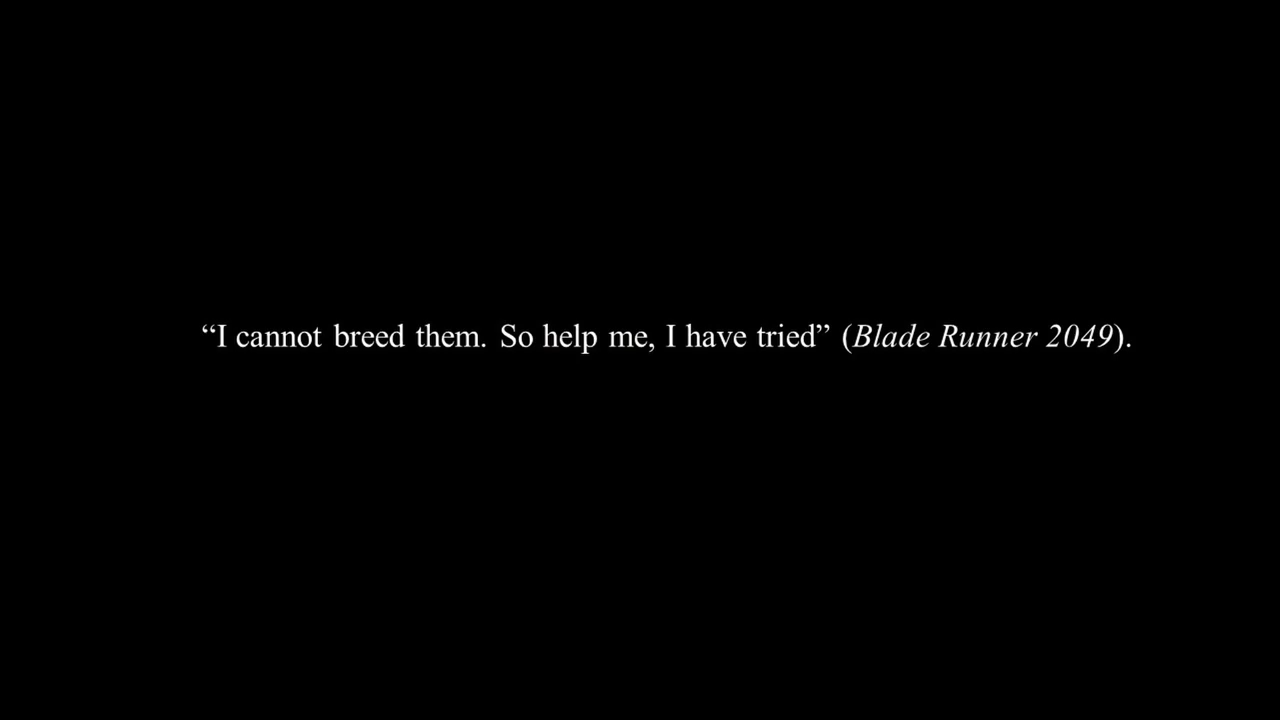 “I cannot breed them. So help me, I have tried” (Blade Runner 2049).